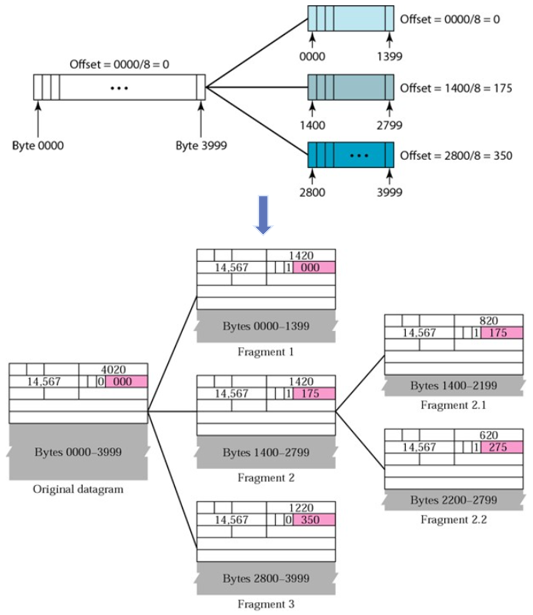 Offset = 0000/8 = 0
0000 1399
Offset = 0000/8 = 0
...
Byte 0000 Byte 3999
Offset = 1400/8 = 175
1400 2799
...
Offset = 2800/8 = 350
2800 3999
1420
14,567 1 000
Bytes 0000–1399
Fragment 1
4020
14,567 0 000
Bytes 0000–3999
Original datagram
1420
14,567 1 175
Bytes 1400–2799
Fragment 2
820
14,567 1 175
Bytes 1400–2199
Fragment 2.1
620
14,567 1 275
Bytes 2200–2799
Fragment 2.2
1220
14,567 0 350
Bytes 2800–3999
Fragment 3